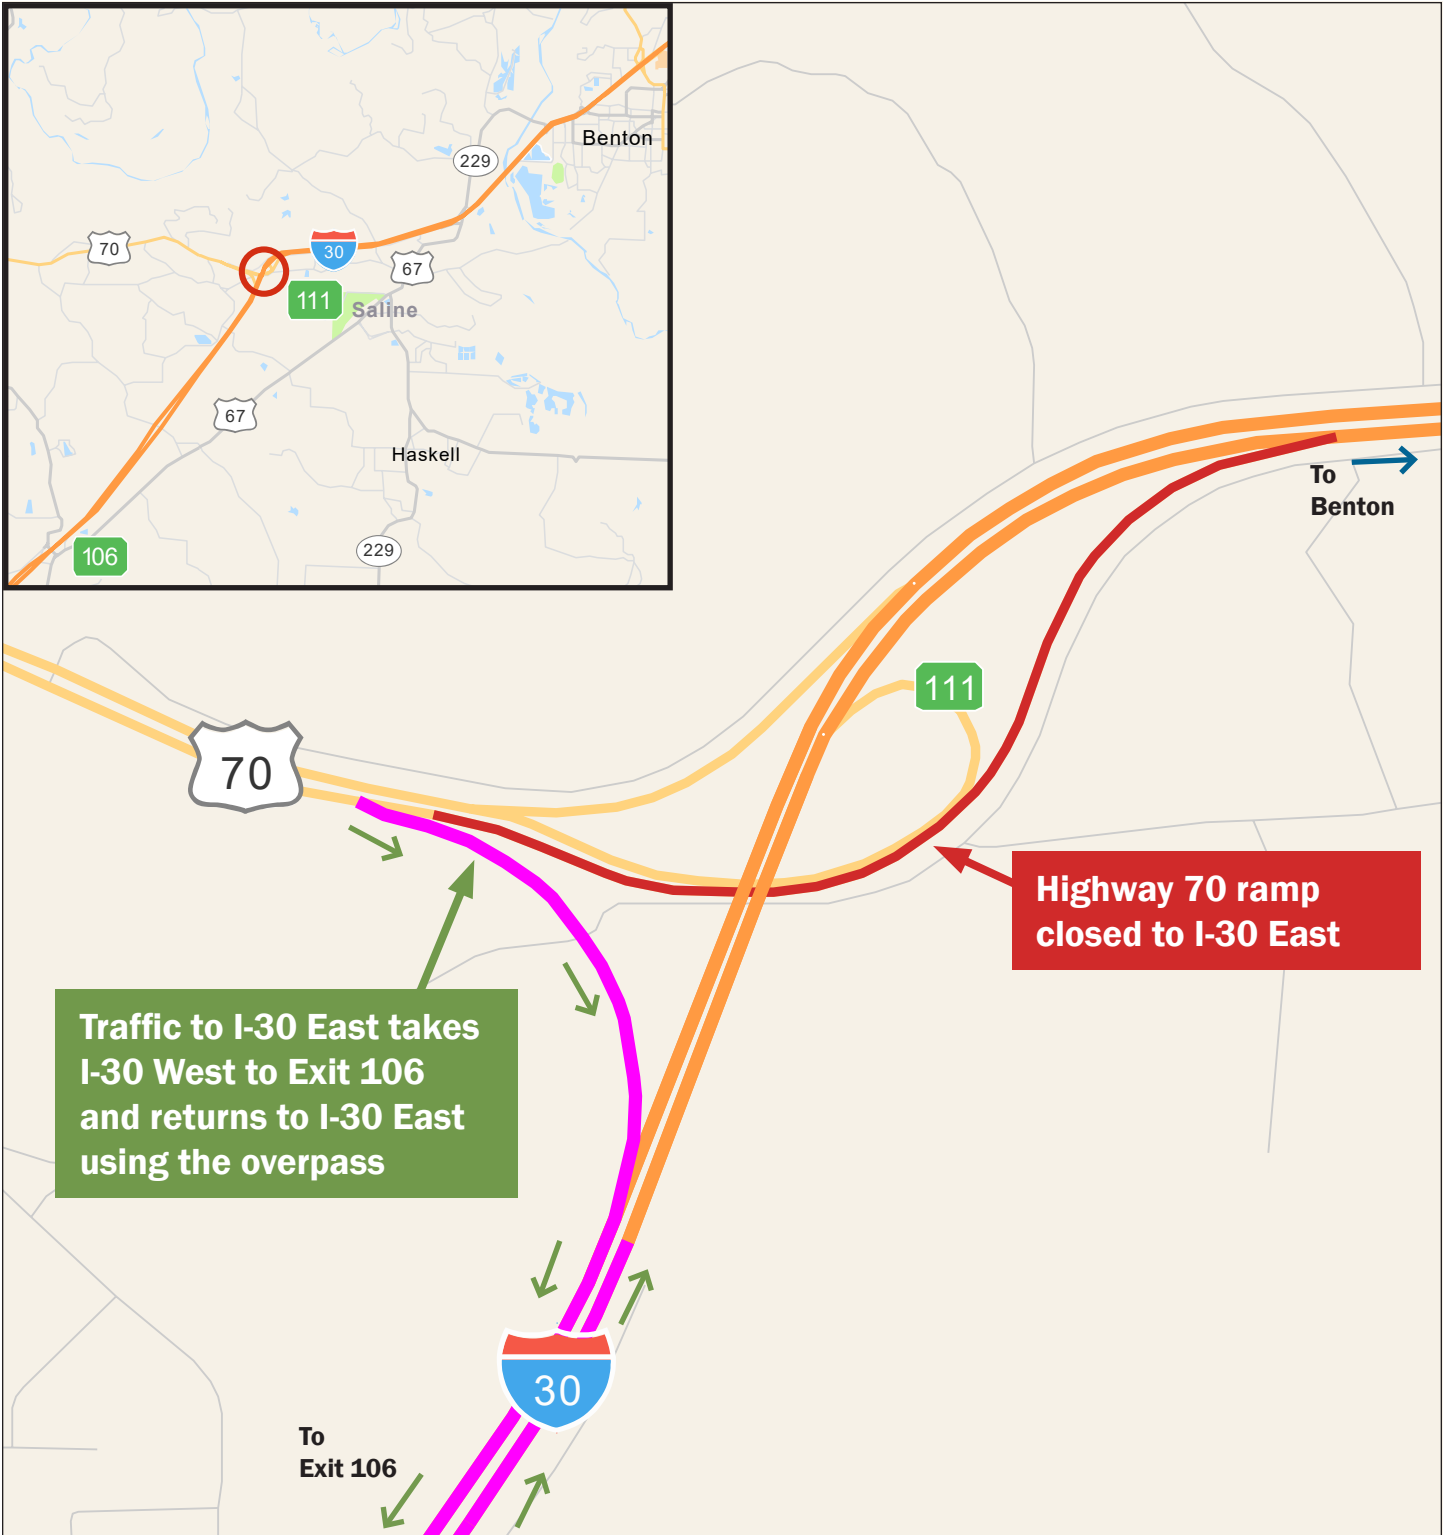 Benton
229
70
30
67
111
Saline
67
Haskell
106
229
To
Benton
111
70
Highway 70 ramp
closed to I-30 East
Traffic to I-30 East takes
I-30 West to Exit 106
and returns to I-30 East
using the overpass
30
To
Exit 106